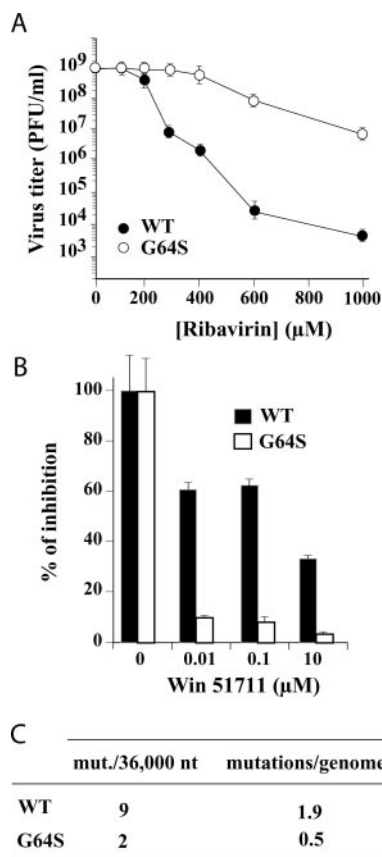 A
Virus titer (PFU/ml)
10⁹
10⁸
10⁷
10⁶
10⁵
10⁴
10³
WT
G64S
0 200 400 600 800 1000
[Ribavirin] (µM)
B
% of inhibition
100
80
60
40
20
0
WT
G64S
0 0.01 0.1 10
Win 51711 (µM)
C
mut./36,000 nt mutations/genome
WT 9 1.9
G64S 2 0.5